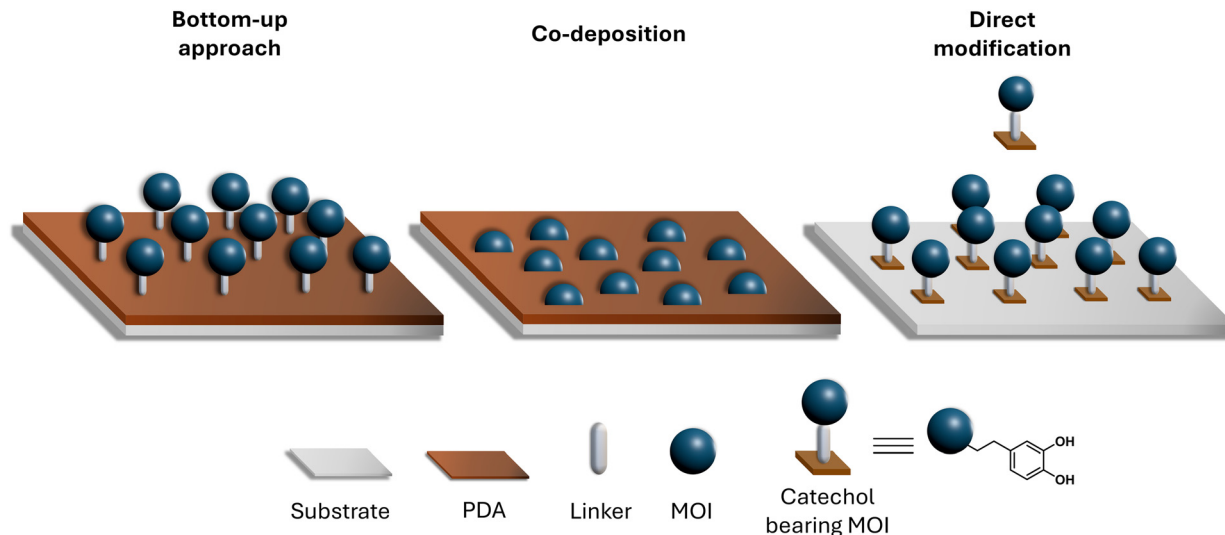 Bottom-up
approach
Co-deposition
Direct
modification
OH
OH
Substrate
PDA
Linker
MOI
Catechol
bearing MOI